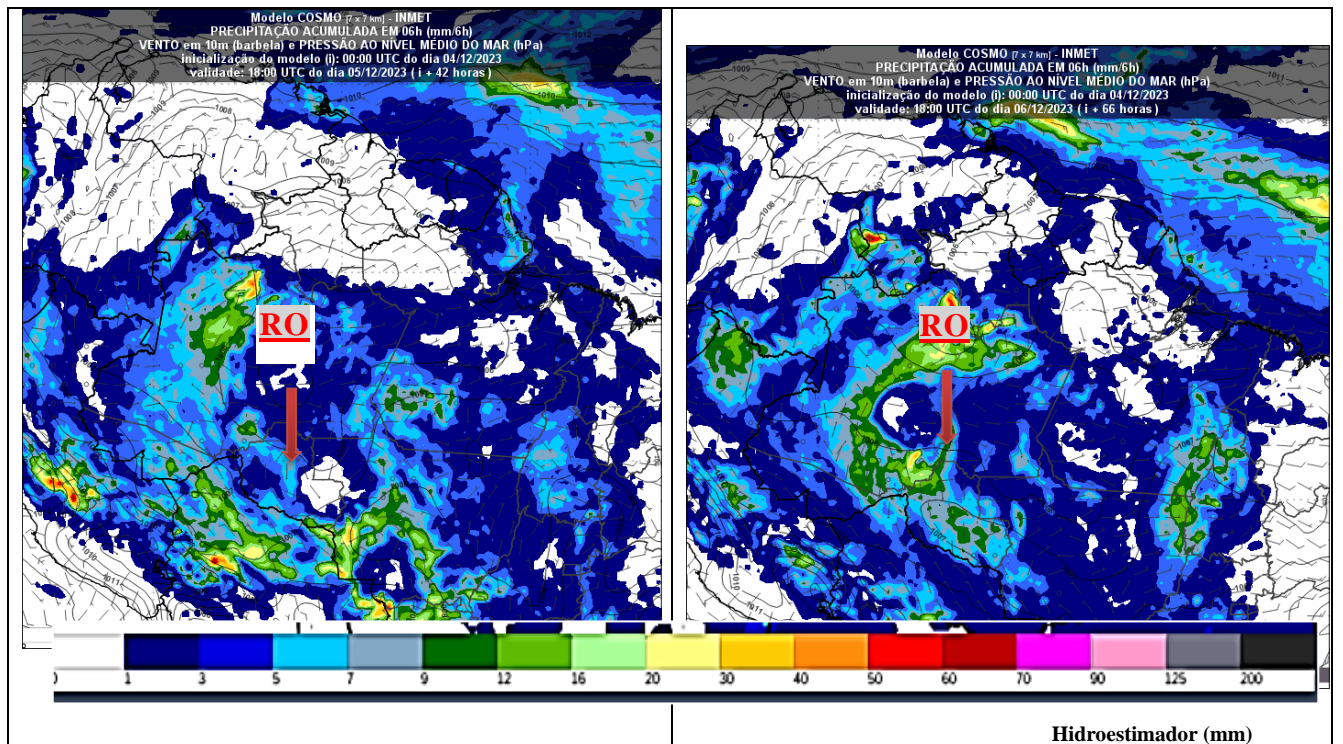 Modelo COSMO [7 x 7 km] - INMET
PRECIPITAÇÃO ACUMULADA EM 06h (mm/6h)
VENTO em 10m (barbela) e PRESSÃO AO NÍVEL MÉDIO DO MAR (hPa)
inicialização do modelo (i): 00:00 UTC do dia 04/12/2023
validade: 18:00 UTC do dia 05/12/2023 ( i + 42 horas )
RO
Modelo COSMO [7 x 7 km] - INMET
PRECIPITAÇÃO ACUMULADA EM 06h (mm/6h)
VENTO em 10m (barbela) e PRESSÃO AO NÍVEL MÉDIO DO MAR (hPa)
inicialização do modelo (i): 00:00 UTC do dia 04/12/2023
validade: 18:00 UTC do dia 06/12/2023 ( i + 66 horas )
RO
0 1 3 5 7 9 12 16 20 30 40 50 60 70 90 125 200
Hidroestimador (mm)